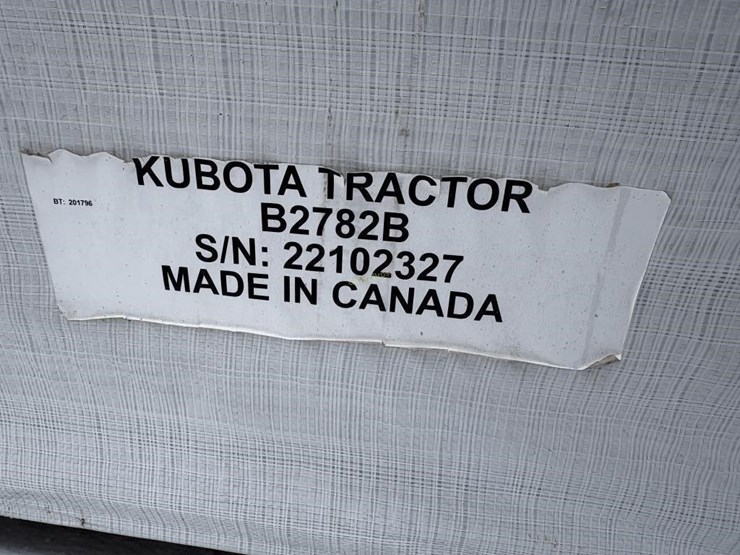 KUBOTA TRACTOR
BT: 201796
B2782B
S/N: 22102327
MADE IN CANADA